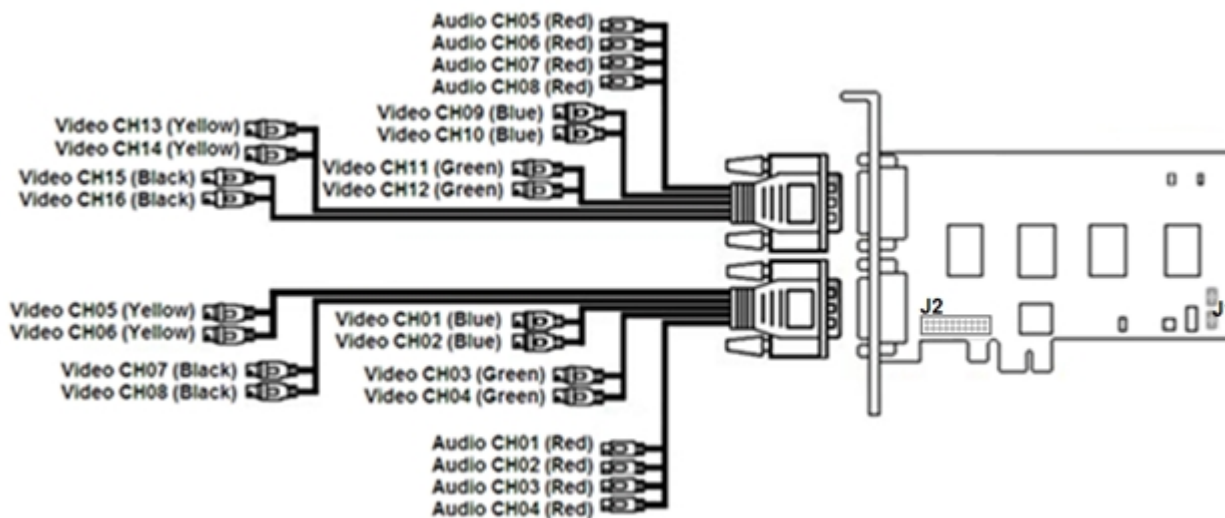 Audio CH05 (Red)
Audio CH06 (Red)
Audio CH07 (Red)
Audio CH08 (Red)
Video CH09 (Blue)
Video CH10 (Blue)
Video CH13 (Yellow)
Video CH14 (Yellow)
Video CH11 (Green)
Video CH12 (Green)
Video CH15 (Black)
Video CH16 (Black)
Video CH05 (Yellow)
Video CH06 (Yellow)
Video CH01 (Blue)
Video CH02 (Blue)
Video CH07 (Black)
Video CH08 (Black)
Video CH03 (Green)
Video CH04 (Green)
Audio CH01 (Red)
Audio CH02 (Red)
Audio CH03 (Red)
Audio CH04 (Red)
J2
J